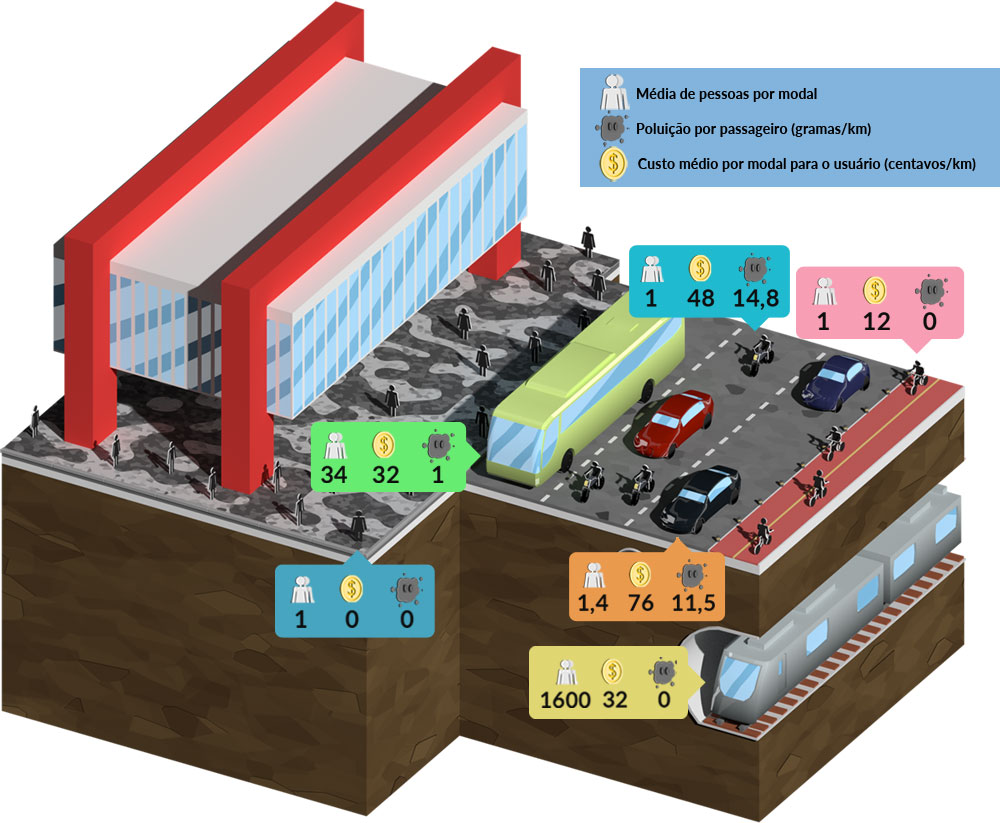 Média de pessoas por modal
Poluição por passageiro (gramas/km)
Custo médio por modal para o usuário (centavos/km)
1 48 14,8
1 12 0
34 32 1
1 0 0
1,4 76 11,5
1600 32 0